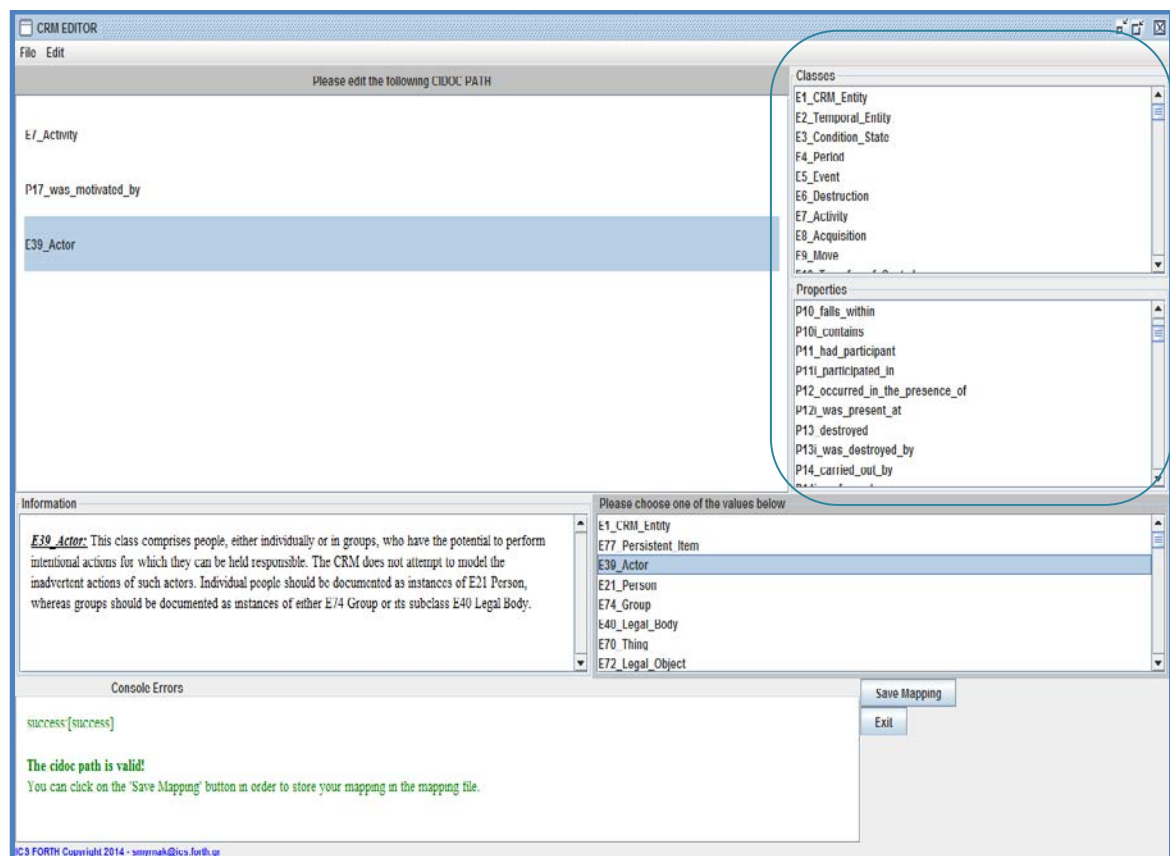 CRM EDITOR
File Edit
Please edit the following CIDOC PATH
E7_Activity
P17_was_motivated_by
E39_Actor
Classes
E1_CRM_Entity
E2_Temporal_Entity
E3_Condition_State
E4_Period
E5_Event
E6_Destruction
E7_Activity
E8_Acquisition
E9_Move
Properties
P10_falls_within
P10i_contains
P11_had_participant
P11i_participated_in
P12_occurred_in_the_presence_of
P12i_was_present_at
P13_destroyed
P13i_was_destroyed_by
P14_carried_out_by
Information
E39_Actor: This class comprises people, either individually or in groups, who have the potential to perform
intentional actions for which they can be held responsible. The CRM does not attempt to model the
inadvertent actions of such actors. Individual people should be documented as instances of E21 Person,
whereas groups should be documented as instances of either E74 Group or its subclass E40 Legal Body.
Please choose one of the values below
E1_CRM_Entity
E77_Persistent_Item
E39_Actor
E21_Person
E74_Group
E40_Legal_Body
E70_Thing
E72_Legal_Object
Console Errors
success:[success]
The cidoc path is valid!
You can click on the 'Save Mapping' button in order to store your mapping in the mapping file.
Save Mapping
Exit
ICS FORTH Copyright 2014 - smyrnak@ics.forth.gr